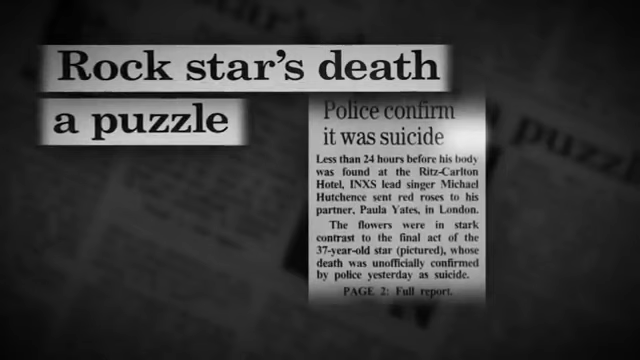 Rock star's death
a puzzle
Police confirm
it was suicide
Less than 24 hours before his body
was found at the Ritz-Carlton
Hotel, INXS lead singer Michael
Hutchence sent red roses to his
partner, Paula Yates, in London.
The flowers were in stark
contrast to the final act of the
37-year-old star (pictured), whose
death was unofficially confirmed
by police yesterday as suicide.
PAGE 2: Full report.
a puzzl